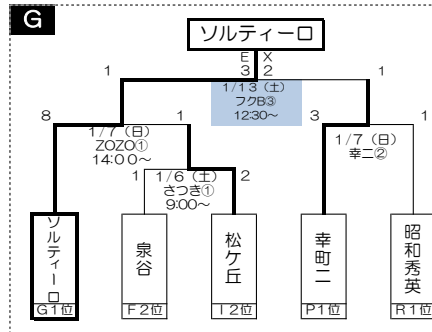 G
ソルティーロ
E X
1 3 2 1
1/13（土）
フクB③
12:30～
8 1 3 1
1/7（日）
ZOZO①
14:00～
1/7（日）
幸二②
1 1/6（土） 2
さつき①
9:00～
ソルティーロ
泉谷
松ケ丘
幸町二
昭和秀英
G1位
F2位
I2位
P1位
R1位